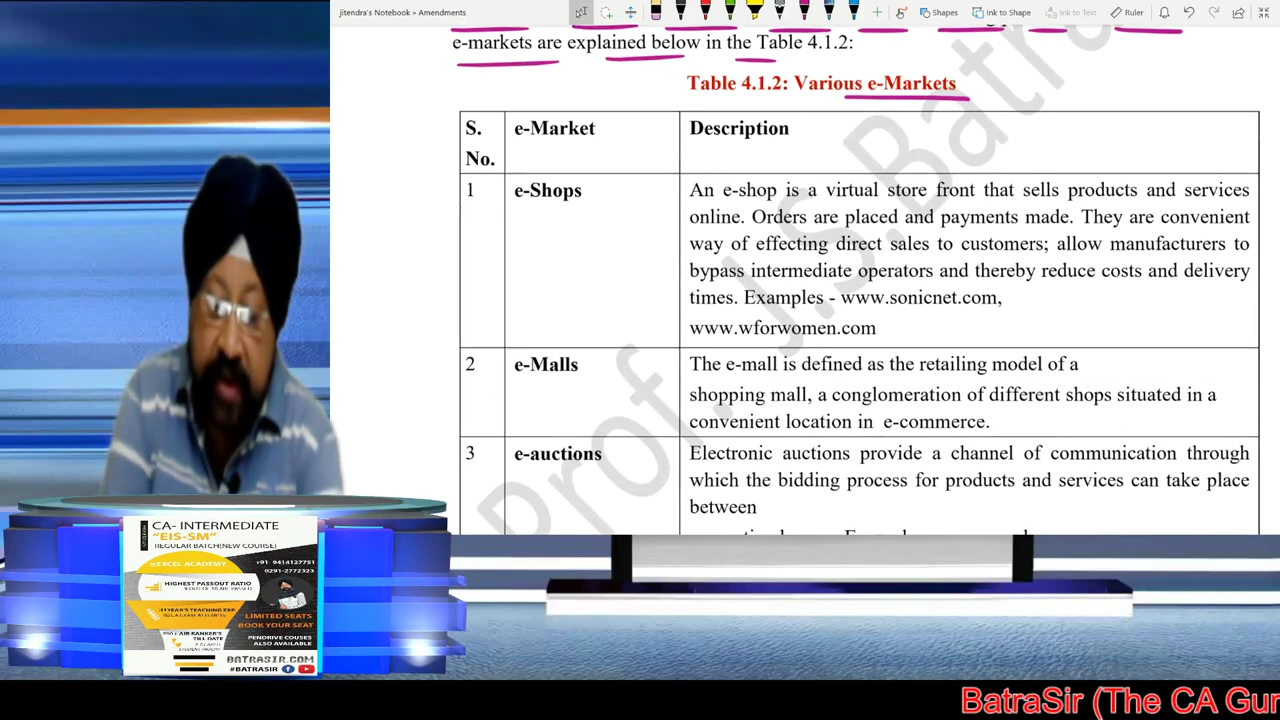 jitendra's Notebook » Amendments
Shapes
Ink to Shape
Ink to Text
Ruler
e-markets are explained below in the Table 4.1.2:
Table 4.1.2: Various e-Markets
S. No.
e-Market
Description
1
e-Shops
An e-shop is a virtual store front that sells products and services
online. Orders are placed and payments made. They are convenient
way of effecting direct sales to customers; allow manufacturers to
bypass intermediate operators and thereby reduce costs and delivery
times. Examples - www.sonicnet.com,
www.wforwomen.com
2
e-Malls
The e-mall is defined as the retailing model of a
shopping mall, a conglomeration of different shops situated in a
convenient location in e-commerce.
3
e-auctions
Electronic auctions provide a channel of communication through
which the bidding process for products and services can take place
between
Prof. J.S.Batra
CA- INTERMEDIATE
"EIS-SM"
REGULAR BATCH(NEW COURSE)
@EXCEL ACADEMY
+91- 9414127751
0291-2772323
HIGHEST PASSOUT RATIO
LIMITED SEATS
BOOK YOUR SEAT
PENDRIVE COUSES
ALSO AVAILABLE
BATRASIR.COM
#BATRASIR
BatraSir (The CA Gur